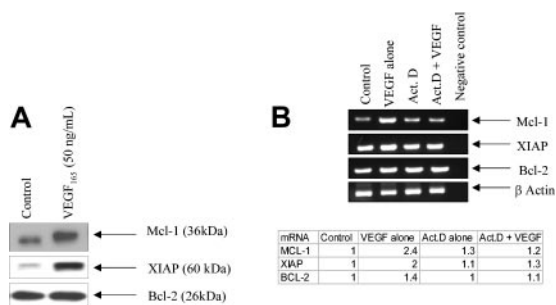 A
Control
VEGF165 (50 ng/mL)
Mcl-1 (36kDa)
XIAP (60 kDa)
Bcl-2 (26kDa)
B
Control
VEGF alone
Act. D
Act.D + VEGF
Negative control
Mcl-1
XIAP
Bcl-2
β Actin
mRNA Control VEGF alone Act.D alone Act.D + VEGF
MCL-1 1 2.4 1.3 1.2
XIAP 1 2 1.1 1.3
BCL-2 1 1.4 1 1.1